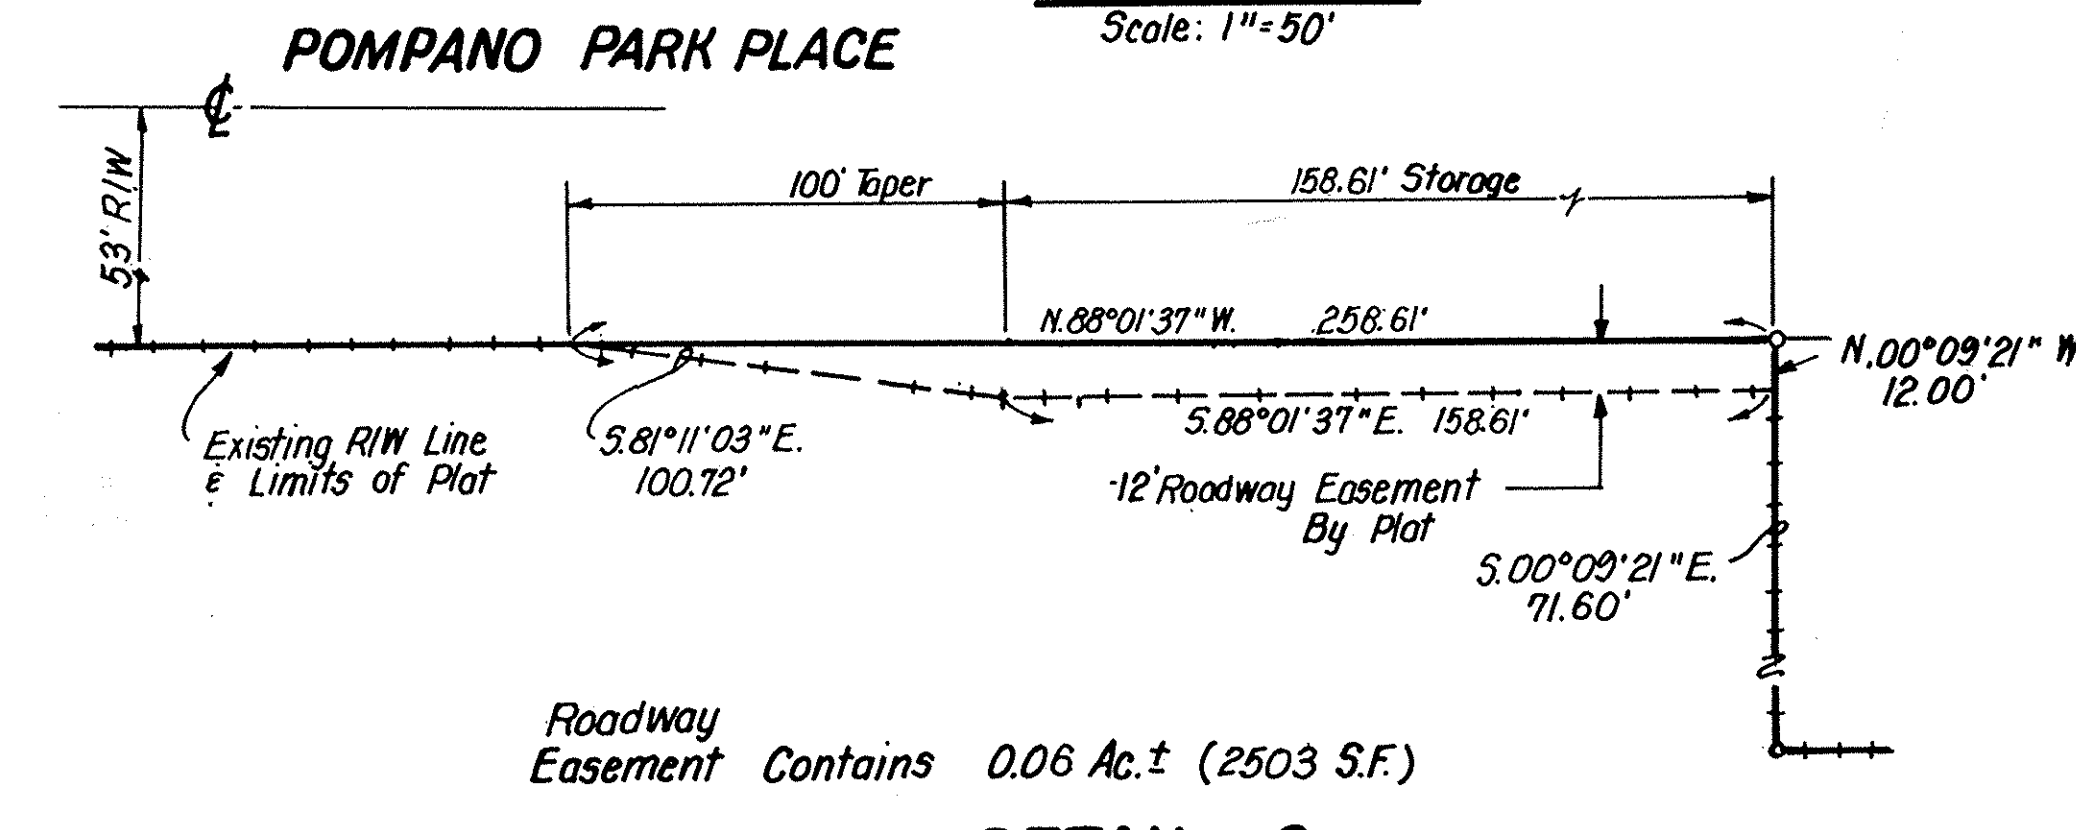 Scale: 1"=50'
POMPANO PARK PLACE
℄
53' R/W
100' Taper
158.61' Storage
N.88°01'37"W. 258.61'
N.00°09'21" W
12.00'
S.88°01'37"E. 158.61'
Existing R/W Line
& Limits of Plat
S.81°11'03"E.
100.72'
12' Roadway Easement
By Plat
S.00°09'21"E.
71.60'
Roadway
Easement Contains 0.06 Ac.± (2503 S.F.)